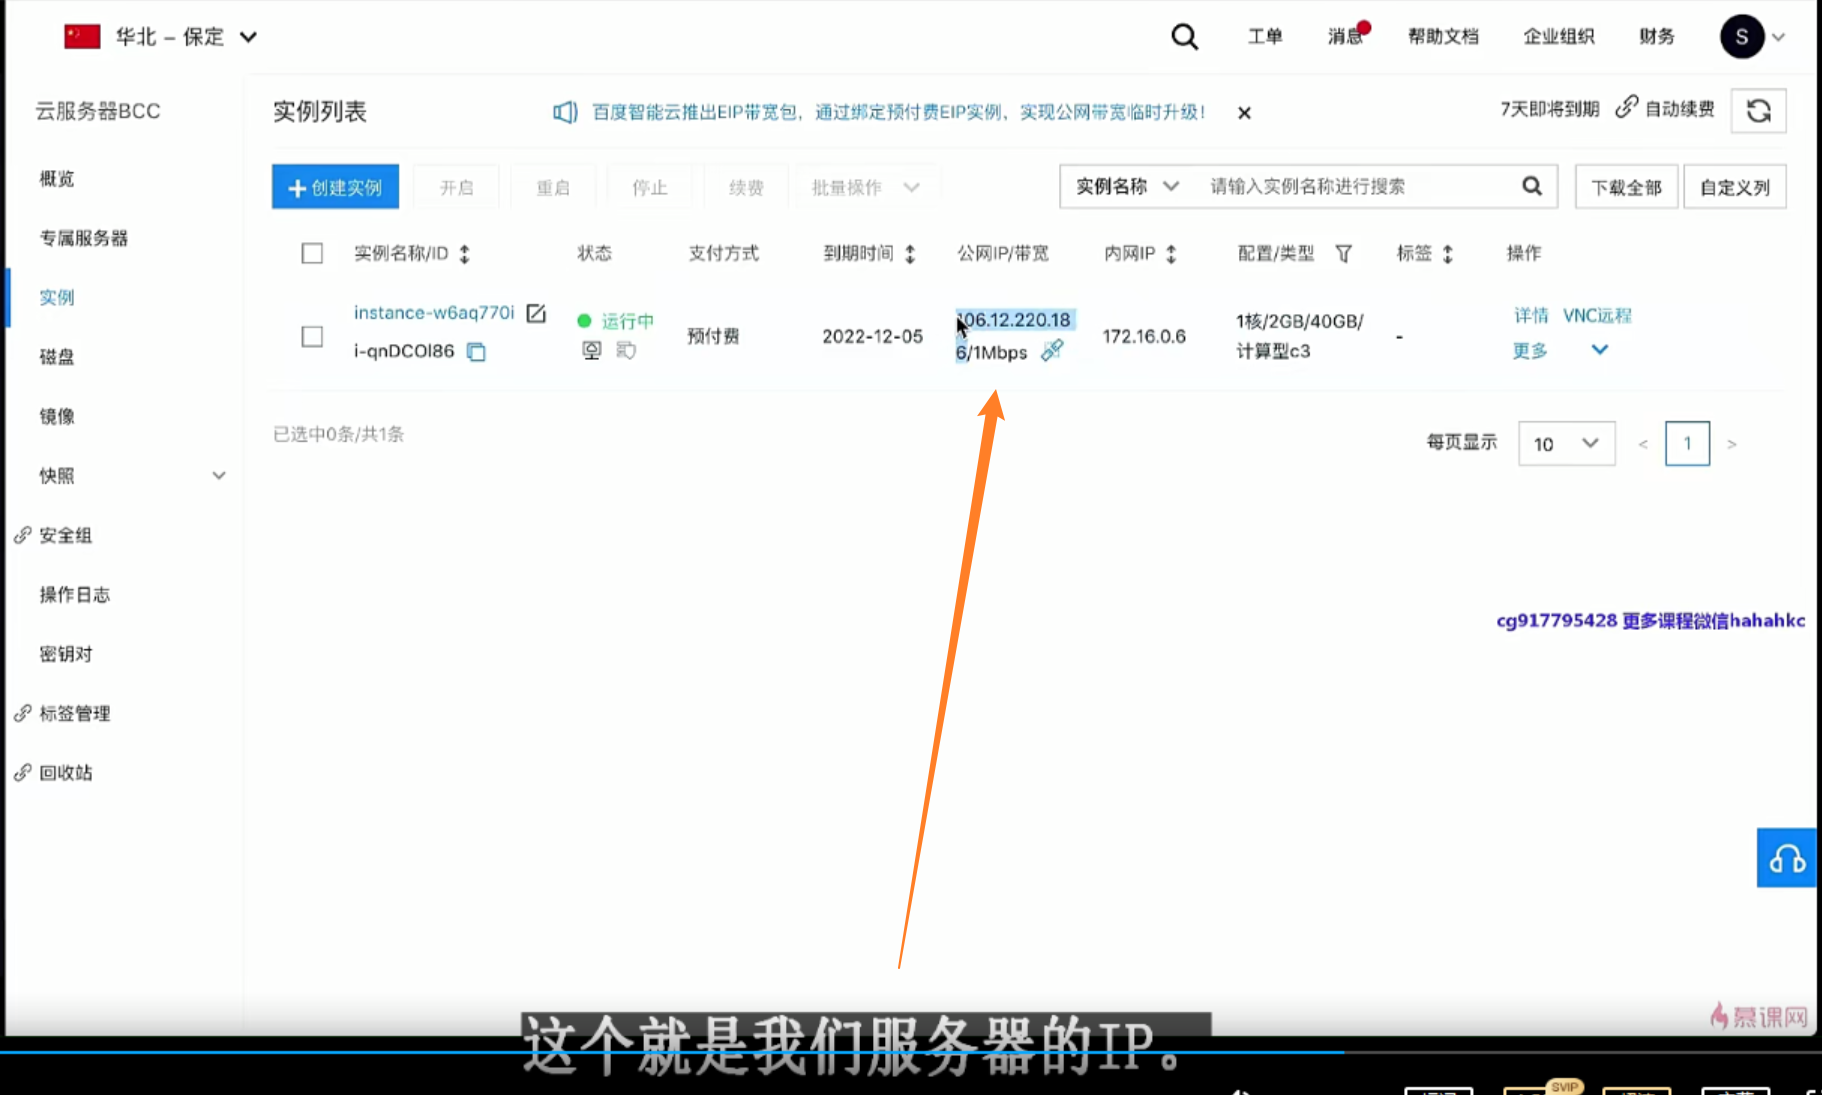 华北 – 保定
工单 消息 帮助文档 企业组织 财务 S
云服务器BCC
实例列表
百度智能云推出EIP带宽包，通过绑定预付费EIP实例，实现公网带宽临时升级！
7天即将到期 自动续费
概览
专属服务器
实例
磁盘
镜像
快照
安全组
操作日志
密钥对
标签管理
回收站
创建实例 开启 重启 停止 续费 批量操作
实例名称 请输入实例名称进行搜索 下载全部 自定义列
实例名称/ID 状态 支付方式 到期时间 公网IP/带宽 内网IP 配置/类型 标签 操作
instance-w6aq770i
i-qnDCOl86
运行中
预付费
2022-12-05
106.12.220.18
6/1Mbps
172.16.0.6
1核/2GB/40GB/
计算型c3
-
详情 VNC远程
更多
已选中0条/共1条
每页显示 10 < 1 >
cg917795428 更多课程微信hahahkc
慕课网
这个就是我们服务器的IP。
SVIP